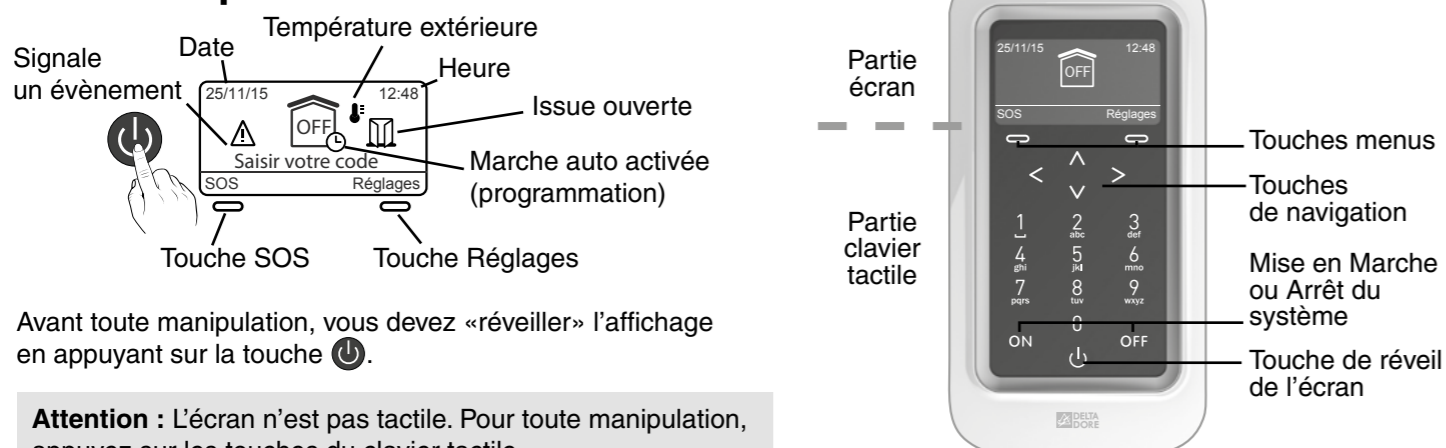 Température extérieure
Date
Signale
un évènement
Heure
25/11/15
12:48
OFF
Issue ouverte
Saisir votre code
SOS
Réglages
Marche auto activée
(programmation)
Touche SOS
Touche Réglages
Avant toute manipulation, vous devez «réveiller» l’affichage
en appuyant sur la touche .
Attention : L’écran n’est pas tactile. Pour toute manipulation,
appuyez sur les touches du clavier tactile
Partie
écran
25/11/15
12:48
OFF
SOS
Réglages
Touches menus
Touches
de navigation
Partie
clavier
tactile
1
2 abc
3 def
4 ghi
5 jkl
6 mno
7 pqrs
8 tuv
9 wxyz
0
ON
OFF
Mise en Marche
ou Arrêt du
système
Touche de réveil
de l’écran
DELTA
DORE